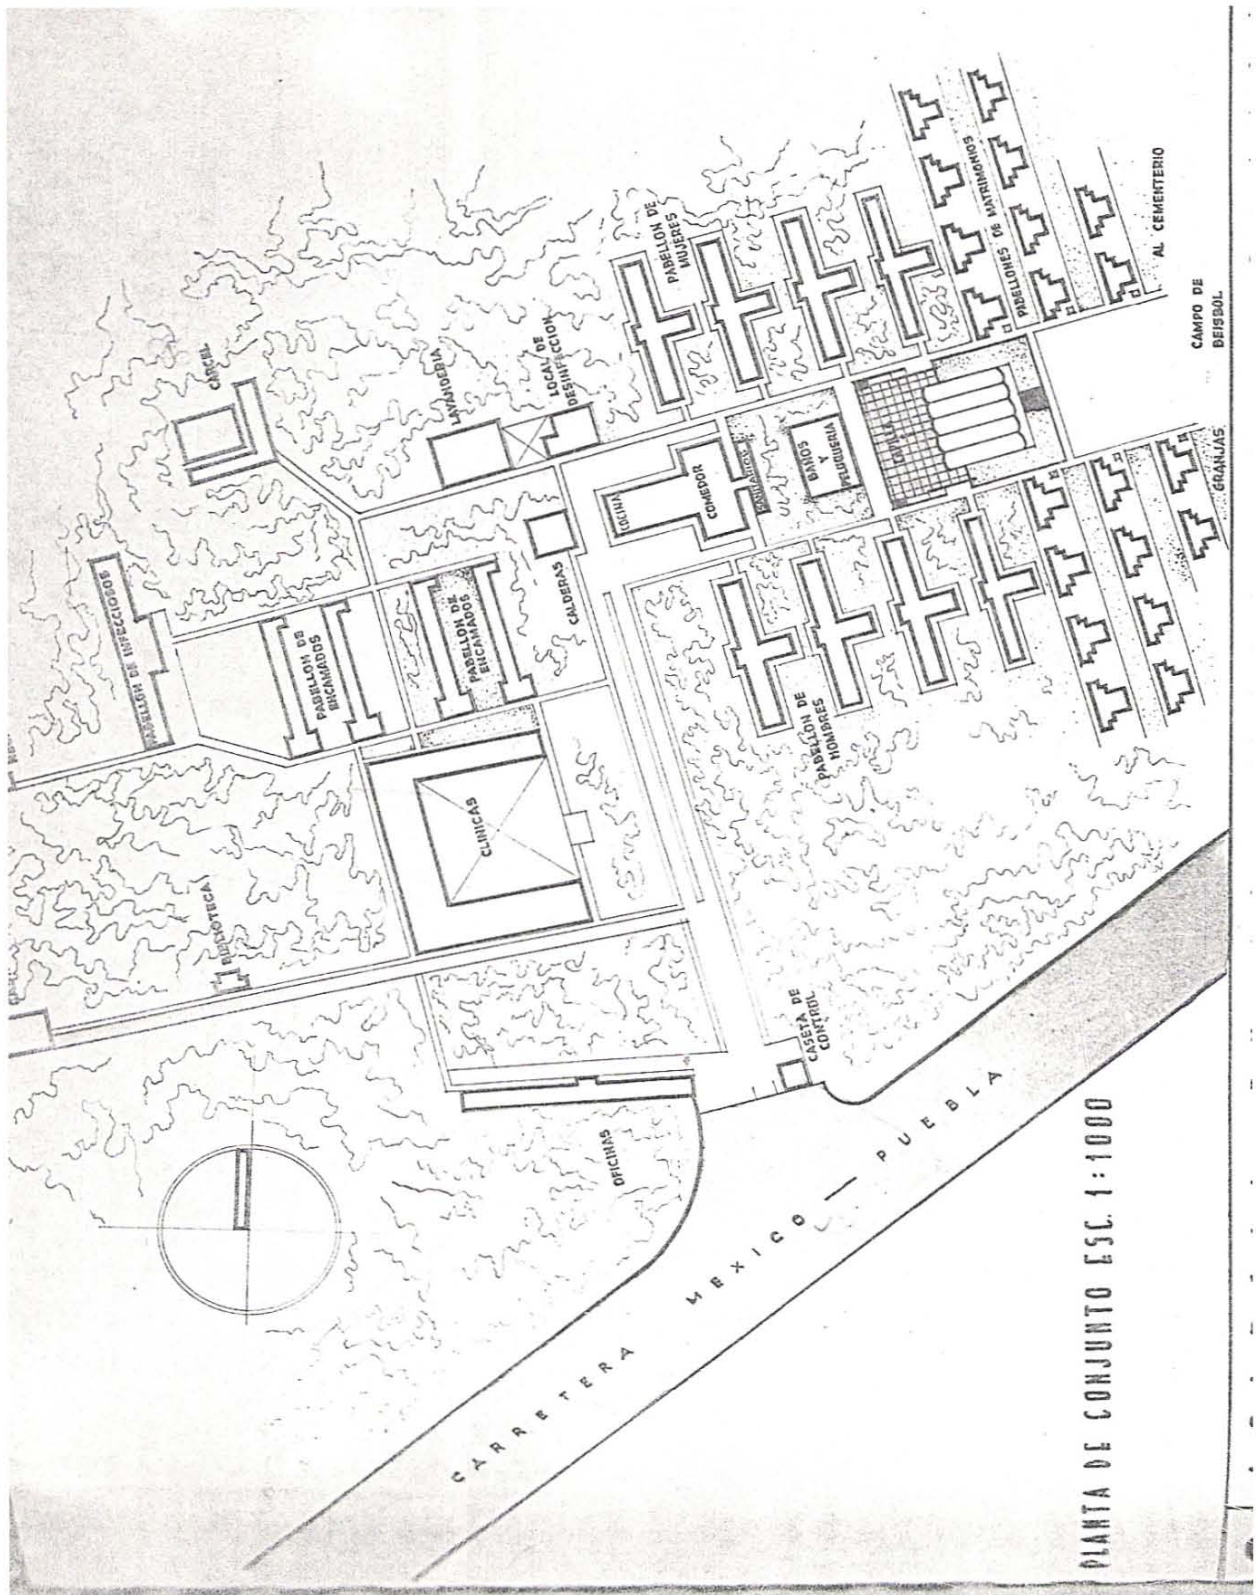 CARCEL
LAVANDERIA
LOCAL DE
DESINFECCION
PABELLON DE
MUJERES
PABELLONES DE MATRIMONIOS
AL CEMENTERIO
CAMPO DE
BEISBOL
GRANJAS
PABELLON DE INFECCIOSOS
PABELLON DE
ENCAMADOS
PABELLON DE
ENCAMADOS
CALDERAS
COCINA
COMEDOR
SANITARIOS
BAÑOS
Y
PELUQUERIA
CAPILLA
PABELLON DE
HOMBRES
CLINICAS
BIBLIOTECA
CASETA DE
CONTROL
OFICINAS
CARRETERA MEXICO — PUEBLA
PLANTA DE CONJUNTO ESC. 1:1000